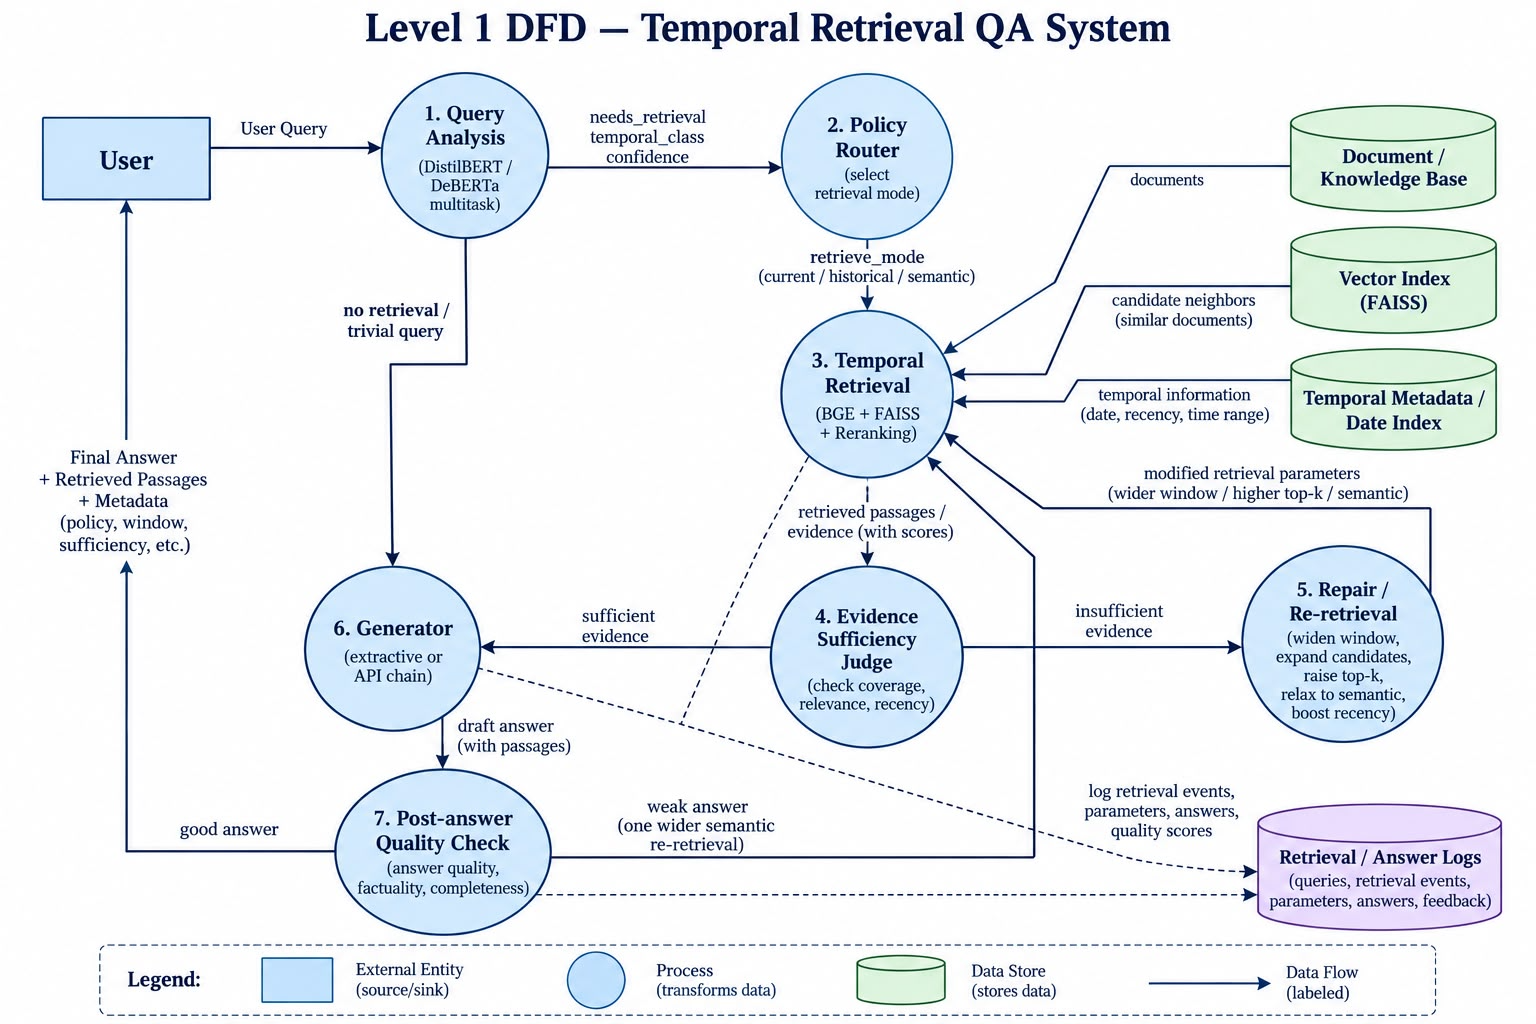 Level 1 DFD — Temporal Retrieval QA System
User
User Query
1. Query
Analysis
(DistilBERT /
DeBERTa
multitask)
needs_retrieval
temporal_class
confidence
2. Policy
Router
(select
retrieval mode)
Document /
Knowledge Base
documents
retrieve_mode
(current / historical / semantic)
Vector Index
(FAISS)
candidate neighbors
(similar documents)
no retrieval /
trivial query
3. Temporal
Retrieval
(BGE + FAISS
+ Reranking)
Temporal Metadata /
Date Index
temporal information
(date, recency, time range)
Final Answer
+ Retrieved Passages
+ Metadata
(policy, window,
sufficiency, etc.)
modified retrieval parameters
(wider window / higher top-k / semantic)
retrieved passages /
evidence (with scores)
6. Generator
(extractive or
API chain)
sufficient
evidence
4. Evidence
Sufficiency
Judge
(check coverage,
relevance, recency)
insufficient
evidence
5. Repair /
Re-retrieval
(widen window,
expand candidates,
raise top-k,
relax to semantic,
boost recency)
draft answer
(with passages)
good answer
7. Post-answer
Quality Check
(answer quality,
factuality, completeness)
weak answer
(one wider semantic
re-retrieval)
log retrieval events,
parameters, answers,
quality scores
Retrieval / Answer Logs
(queries, retrieval events,
parameters, answers, feedback)
Legend:
External Entity
(source/sink)
Process
(transforms data)
Data Store
(stores data)
Data Flow
(labeled)